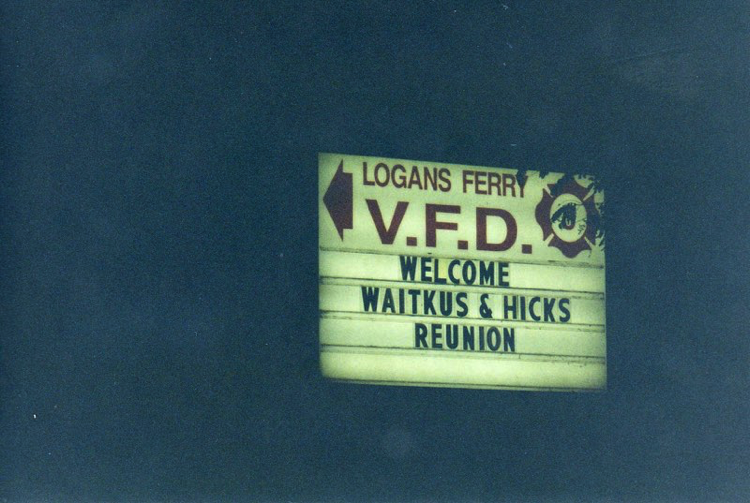 LOGANS FERRY
V.F.D.
WELCOME
WAITKUS & HICKS
REUNION